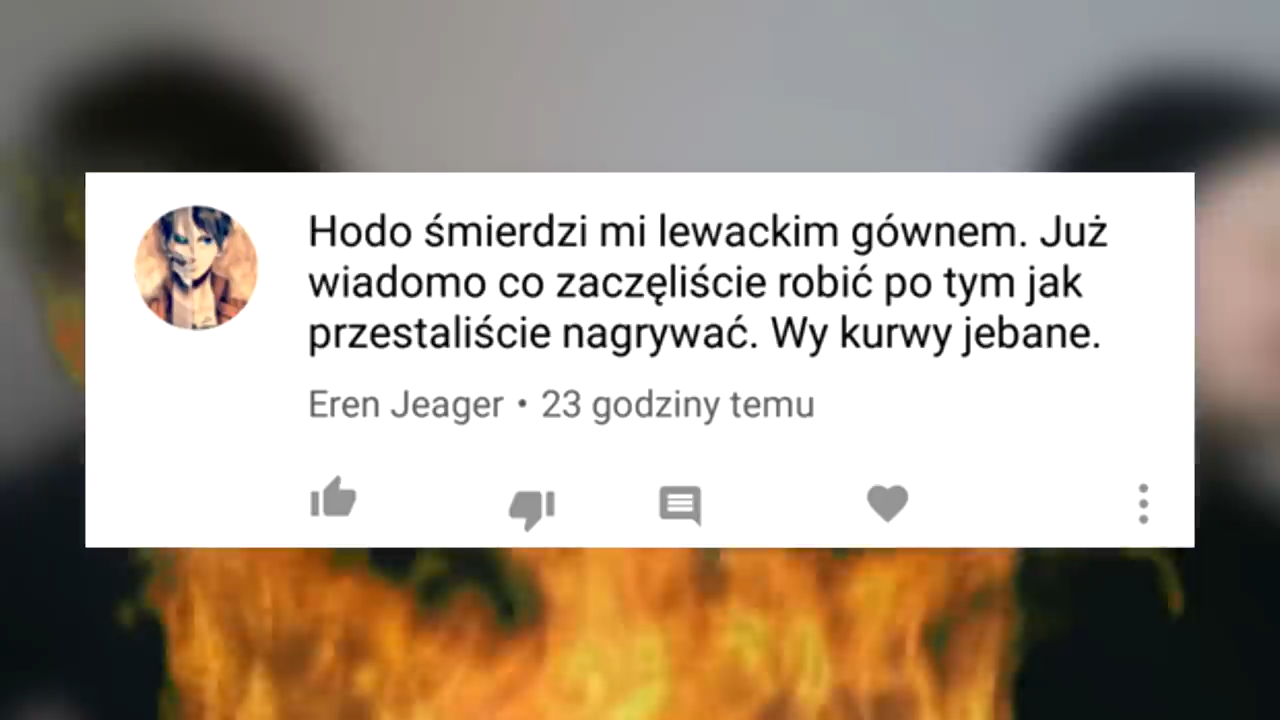 Hodo śmierdzi mi lewackim gównem. Już
wiadomo co zaczęliście robić po tym jak
przestaliście nagrywać. Wy kurwy jebane.
Eren Jeager • 23 godziny temu